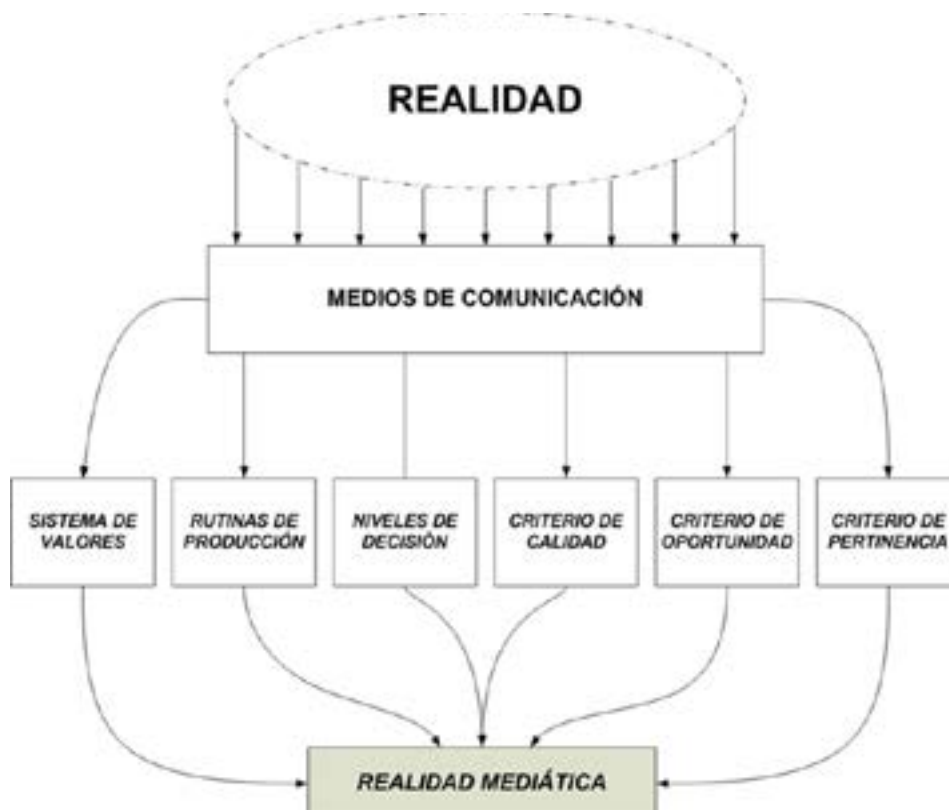 REALIDAD
MEDIOS DE COMUNICACIÓN
SISTEMA DE
VALORES
RUTINAS DE
PRODUCCIÓN
NIVELES DE
DECISIÓN
CRITERIO DE
CALIDAD
CRITERIO DE
OPORTUNIDAD
CRITERIO DE
PERTINENCIA
REALIDAD MEDIÁTICA